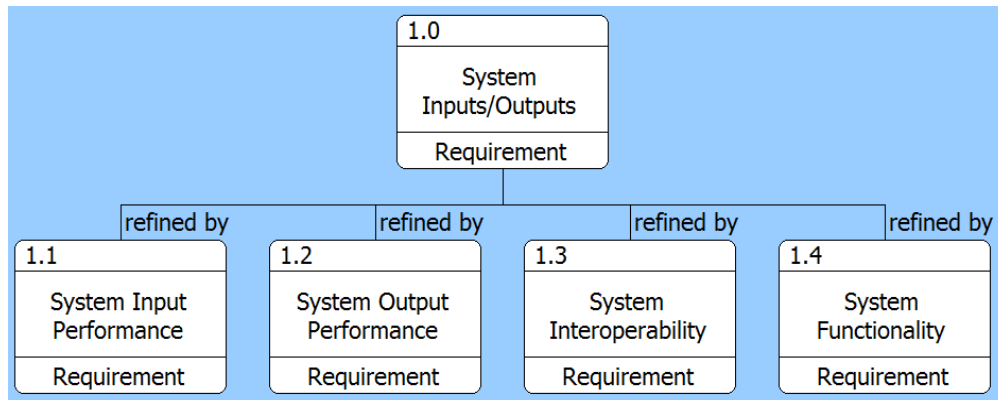 1.0
System
Inputs/Outputs
Requirement
refined by
refined by
refined by
refined by
1.1
System Input
Performance
Requirement
1.2
System Output
Performance
Requirement
1.3
System
Interoperability
Requirement
1.4
System
Functionality
Requirement